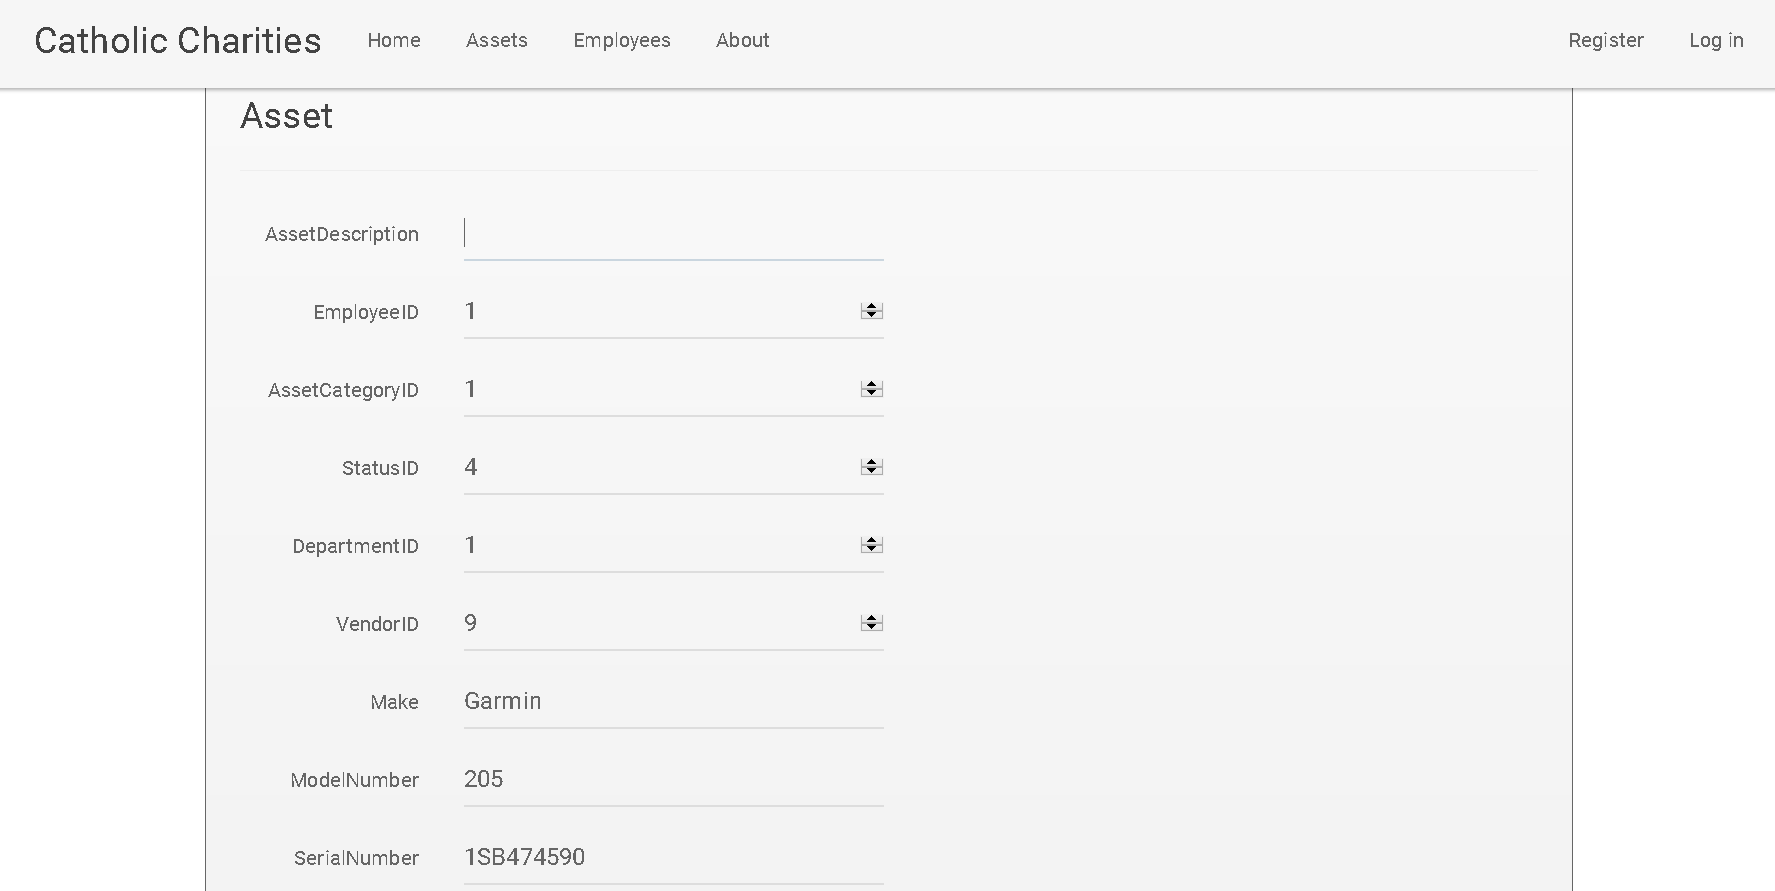 Catholic Charities Home Assets Employees About Register Log in
Asset
AssetDescription
EmployeeID 1
AssetCategoryID 1
StatusID 4
DepartmentID 1
VendorID 9
Make Garmin
ModelNumber 205
SerialNumber 1SB474590